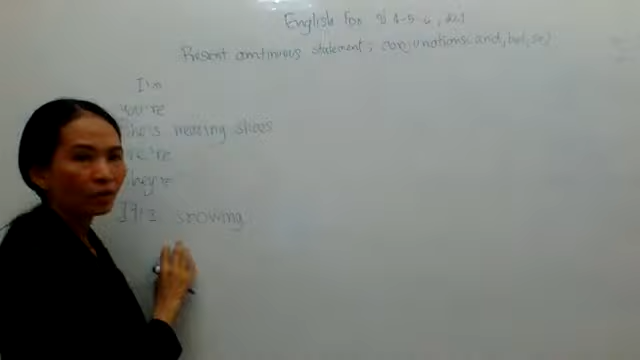 English For
Present continuous statement; conjunctions: and, but, so
I'm
You're
She's wearing shoes
We're
They're
It is snowing